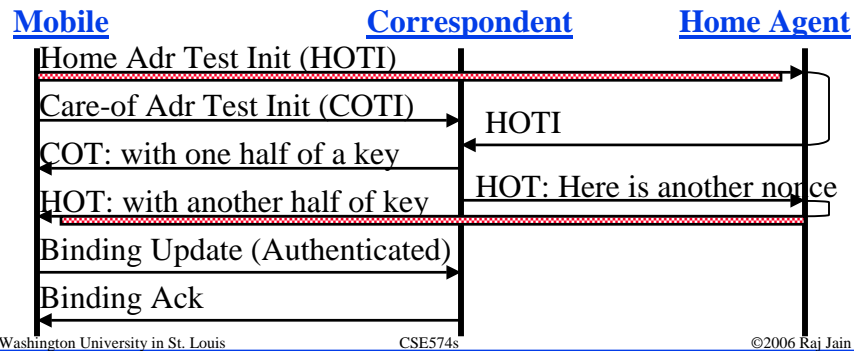 Mobile Correspondent Home Agent
Home Adr Test Init (HOTI)
Care-of Adr Test Init (COTI)
HOTI
COT: with one half of a key
HOT: Here is another nonce
HOT: with another half of key
Binding Update (Authenticated)
Binding Ack
Washington University in St. Louis CSE574s ©2006 Raj Jain